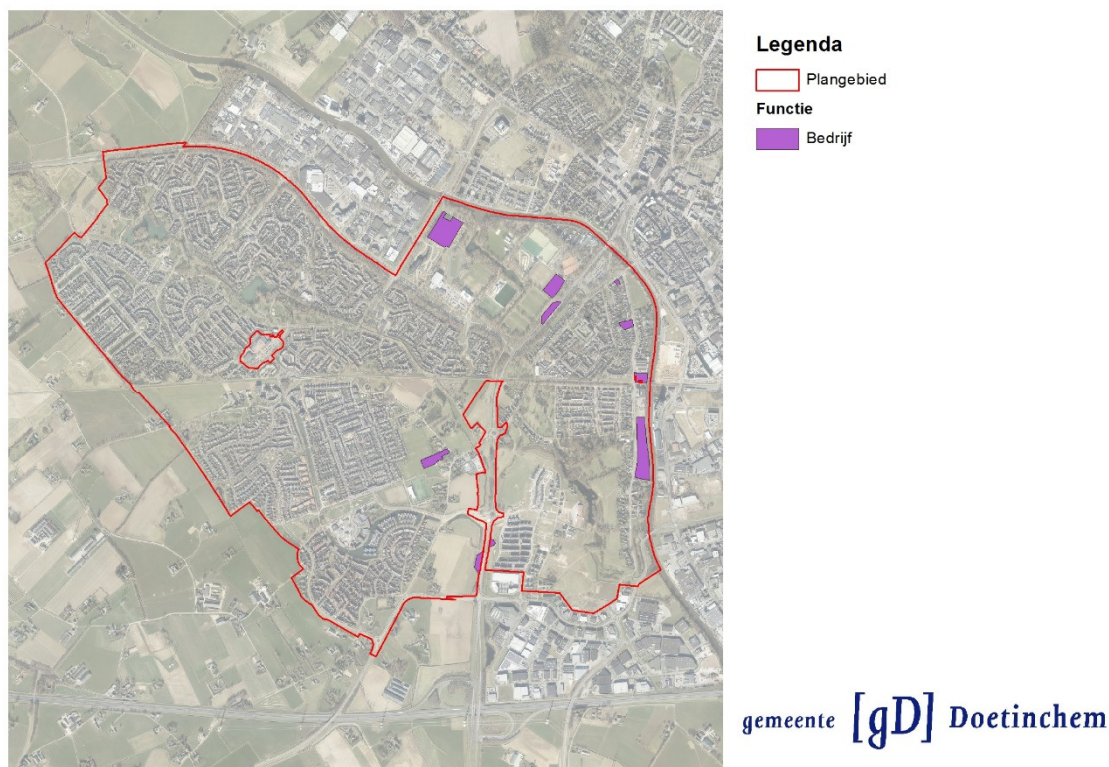 Legenda
Plangebied
Functie
Bedrijf
gemeente [gD] Doetinchem